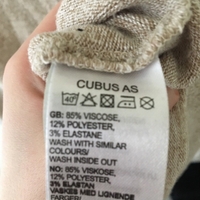 CUBUS AS
40
GB: 85% VISCOSE,
12% POLYESTER,
3% ELASTANE
WASH WITH SIMILAR
COLOURS/
WASH INSIDE OUT
NO: 85% VISKOSE,
12% POLYESTER,
3% ELASTAN
VASKES MED LIGNENDE
FARGER/